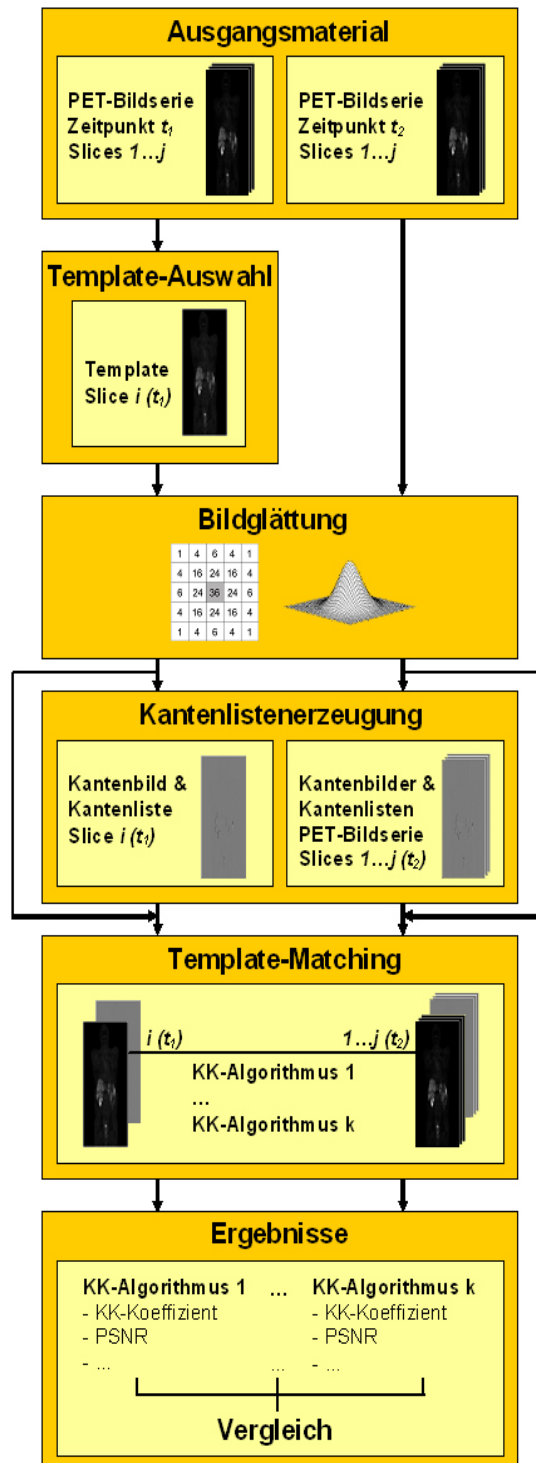 Ausgangsmaterial
PET-Bildserie
Zeitpunkt t₁
Slices 1...j
PET-Bildserie
Zeitpunkt t₂
Slices 1...j
Template-Auswahl
Template
Slice i (t₁)
Bildglättung
1 4 6 4 1
4 16 24 16 4
6 24 36 24 6
4 16 24 16 4
1 4 6 4 1
Kantenlistenerzeugung
Kantenbild &
Kantenliste
Slice i (t₁)
Kantenbilder &
Kantenlisten
PET-Bildserie
Slices 1...j (t₂)
Template-Matching
i (t₁) 1...j (t₂)
KK-Algorithmus 1
...
KK-Algorithmus k
Ergebnisse
KK-Algorithmus 1 ... KK-Algorithmus k
- KK-Koeffizient - KK-Koeffizient
- PSNR - PSNR
- ... ... - ...
Vergleich